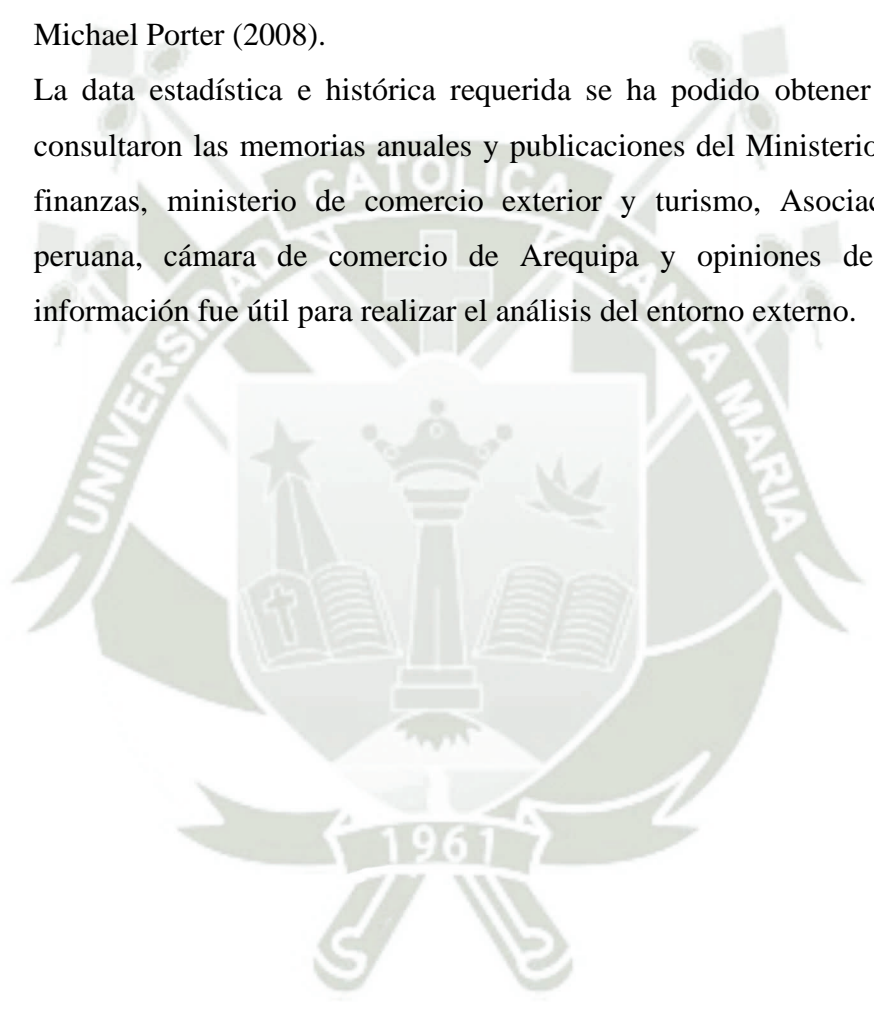 Michael Porter (2008).
La data estadística e histórica requerida se ha podido obtener
consultaron las memorias anuales y publicaciones del Ministerio
finanzas, ministerio de comercio exterior y turismo, Asociac
peruana, cámara de comercio de Arequipa y opiniones de
información fue útil para realizar el análisis del entorno externo.
UNIVERSIDAD CATOLICA SANTA MARIA
1961